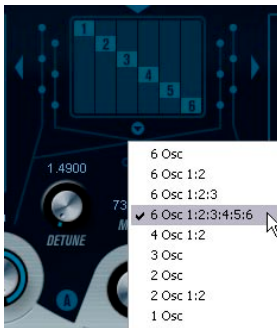 1
2
3
4
5
6
1.4900
DETUNE
73
M
A
6 Osc
6 Osc 1:2
6 Osc 1:2:3
✓ 6 Osc 1:2:3:4:5:6
4 Osc 1:2
3 Osc
2 Osc
2 Osc 1:2
1 Osc